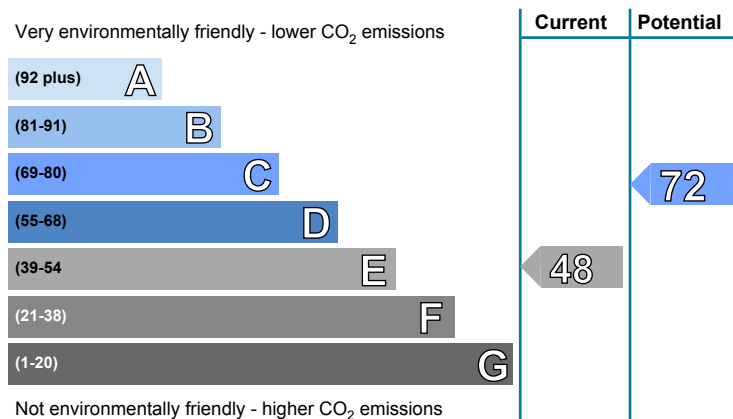 Current Potential
Very environmentally friendly - lower CO2 emissions
(92 plus) A
(81-91) B
(69-80) C
72
(55-68) D
(39-54 E
48
(21-38) F
(1-20) G
Not environmentally friendly - higher CO2 emissions